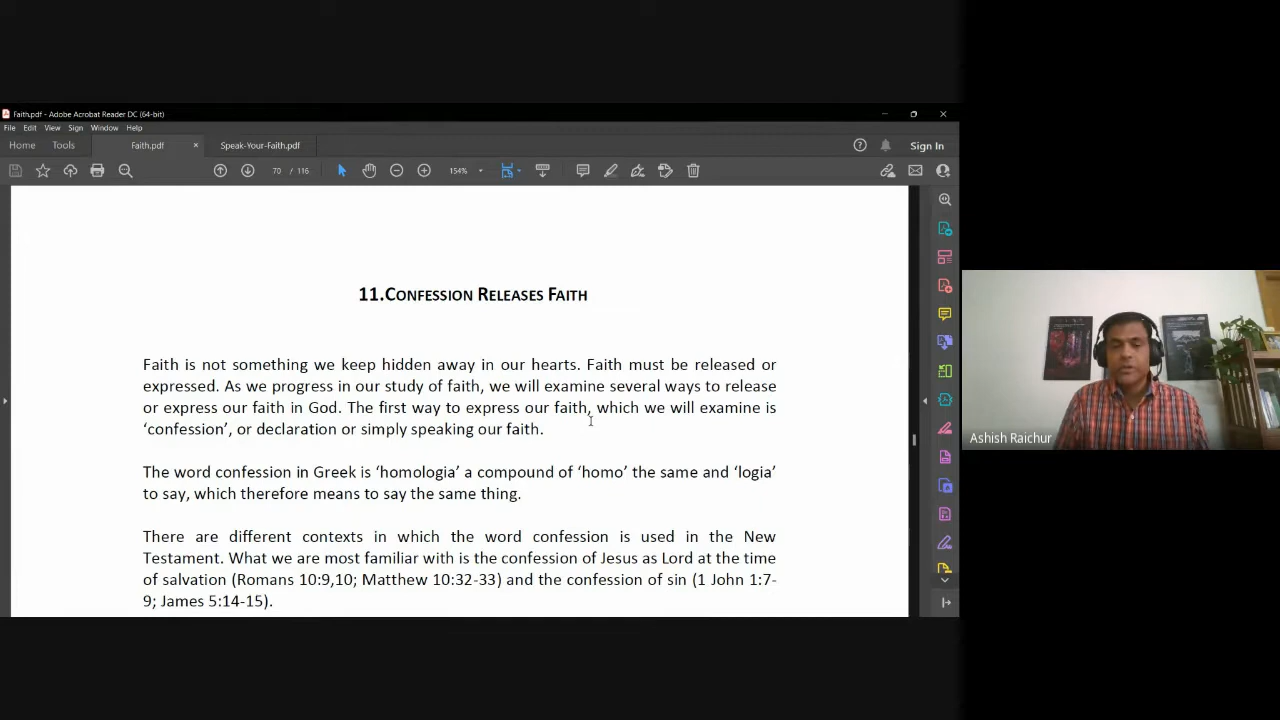 Faith.pdf - Adobe Acrobat Reader DC (64-bit)
File Edit View Sign Window Help
Home Tools Faith.pdf × Speak-Your-Faith.pdf Sign In
70 / 116 154%
11.CONFESSION RELEASES FAITH
Faith is not something we keep hidden away in our hearts. Faith must be released or
expressed. As we progress in our study of faith, we will examine several ways to release
or express our faith in God. The first way to express our faith, which we will examine is
‘confession’, or declaration or simply speaking our faith.
The word confession in Greek is ‘homologia’ a compound of ‘homo’ the same and ‘logia’
to say, which therefore means to say the same thing.
There are different contexts in which the word confession is used in the New
Testament. What we are most familiar with is the confession of Jesus as Lord at the time
of salvation (Romans 10:9,10; Matthew 10:32-33) and the confession of sin (1 John 1:7-
9; James 5:14-15).
Ashish Raichur